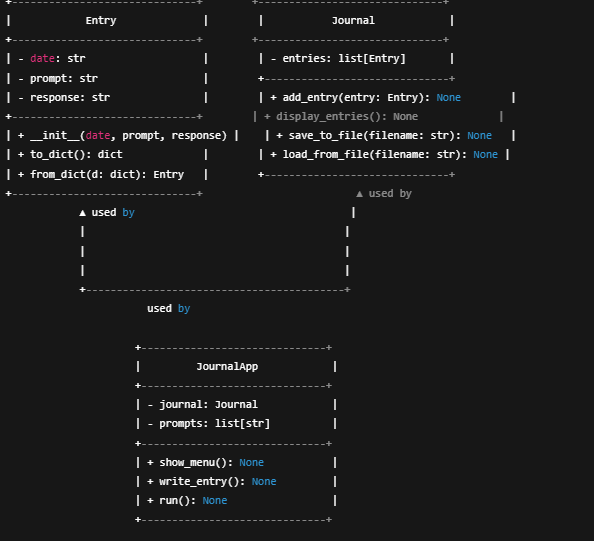 +------------------------------+        +------------------------------+
|            Entry              |        |           Journal            |
+------------------------------+        +------------------------------+
| - date: str                   |        | - entries: list[Entry]       |
| - prompt: str                 |        +------------------------------+
| - response: str               |        | + add_entry(entry: Entry): None        |
+------------------------------+        | + display_entries(): None             |
| + __init__(date, prompt, response) |    | + save_to_file(filename: str): None   |
| + to_dict(): dict             |        | + load_from_file(filename: str): None |
| + from_dict(d: dict): Entry   |        +------------------------------+
+------------------------------+                         ▲ used by
            ▲ used by                                   |
            |                                          |
            |                                          |
            |                                          |
            +------------------------------------------+
                       used by
                     +------------------------------+
                     |         JournalApp            |
                     +------------------------------+
                     | - journal: Journal            |
                     | - prompts: list[str]          |
                     +------------------------------+
                     | + show_menu(): None           |
                     | + write_entry(): None         |
                     | + run(): None                 |
                     +------------------------------+